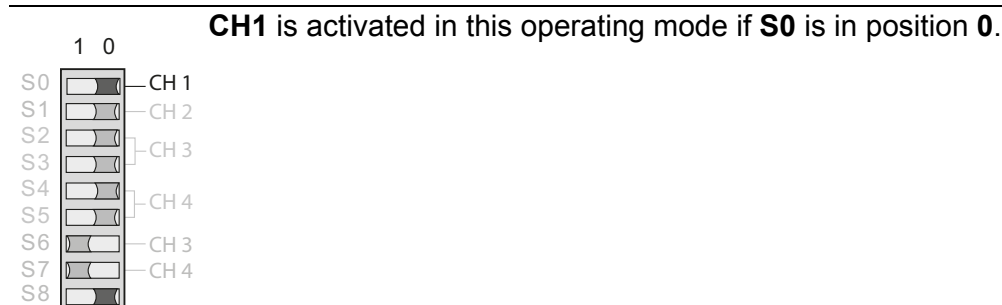 CH1 is activated in this operating mode if S0 is in position 0.
1 0
S0 CH 1
S1 CH 2
S2
CH 3
S3
S4
CH 4
S5
S6 CH 3
S7 CH 4
S8